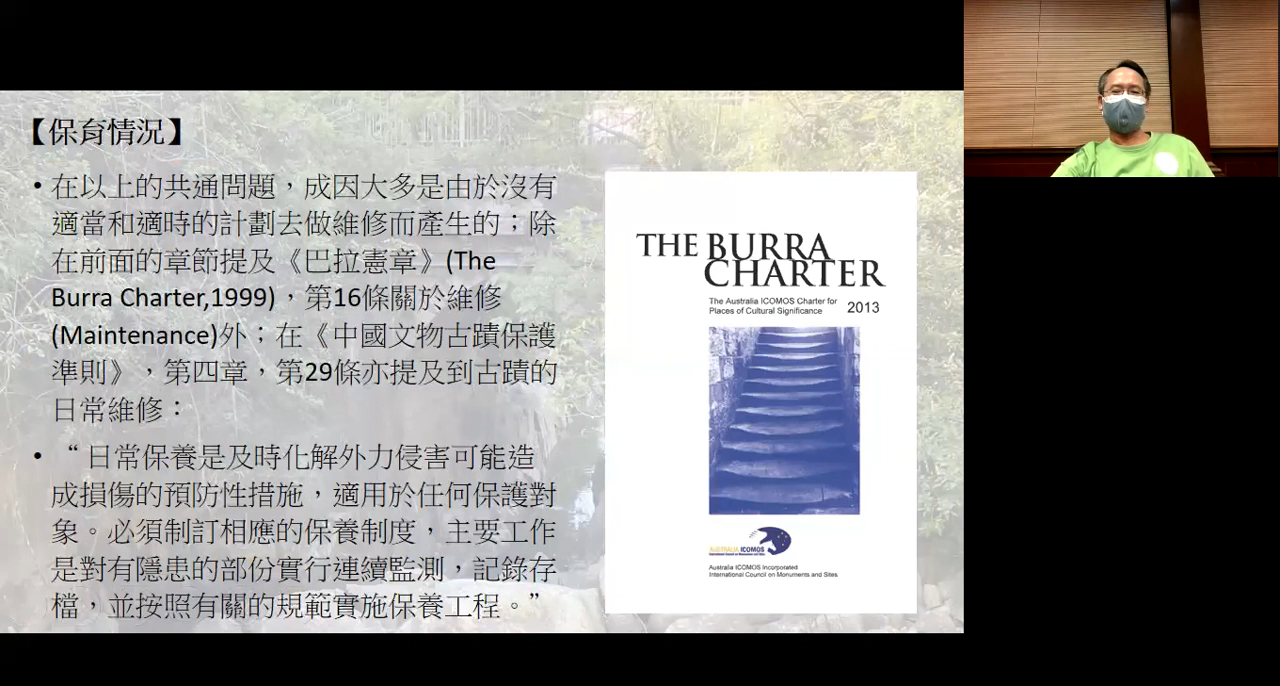 【保育情況】
• 在以上的共通問題，成因大多是由於沒有
適當和適時的計劃去做維修而產生的；除
在前面的章節提及《巴拉憲章》(The
Burra Charter,1999)，第16條關於維修
(Maintenance)外；在《中國文物古蹟保護
準則》，第四章，第29條亦提及到古蹟的
日常維修：
• “日常保養是及時化解外力侵害可能造
成損傷的預防性措施，適用於任何保護對
象。必須制訂相應的保養制度，主要工作
是對有隱患的部份實行連續監測，記錄存
檔，並按照有關的規範實施保養工程。”
THE BURRA
CHARTER
The Australia ICOMOS Charter for
Places of Cultural Significance
2013
AUSTRALIA ICOMOS
International Council on Monuments and Sites
Australia ICOMOS Incorporated
International Council on Monuments and Sites